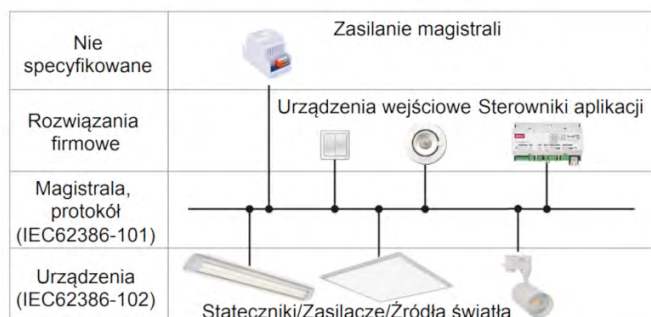 Nie
specyfikowane
Zasilanie magistrali
Rozwiązania
firmowe
Urządzenia wejściowe Sterowniki aplikacji
Magistrala,
protokół
(IEC62386-101)
Urządzenia
(IEC62386-102)
Stateczniki/Zasilacze/Źródła światła